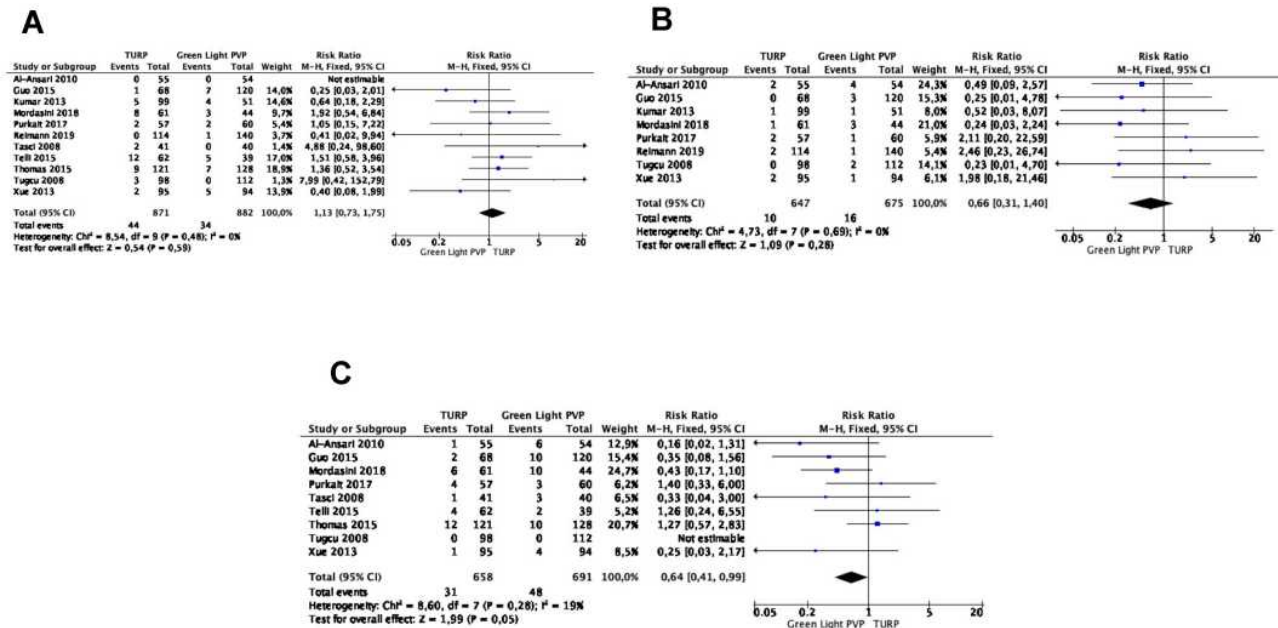 A
TURP Green Light PVP Risk Ratio Risk Ratio
Study or Subgroup Events Total Events Total Weight M-H, Fixed, 95% CI M-H, Fixed, 95% CI
Al-Ansari 2010 0 55 0 54 Not estimable
Guo 2015 1 68 7 120 14,0% 0,25 [0,03, 2,01]
Kumar 2013 5 99 4 51 14,6% 0,64 [0,18, 2,29]
Mordasini 2018 8 61 3 44 9,7% 1,92 [0,54, 6,84]
Purkait 2017 2 57 2 60 5,4% 1,05 [0,15, 7,22]
Reimann 2019 0 114 1 140 3,7% 0,41 [0,02, 9,94]
Tasci 2008 2 41 0 40 1,4% 4,88 [0,24, 98,60]
Telli 2015 12 62 5 39 17,0% 1,51 [0,58, 3,96]
Thomas 2015 9 121 7 128 18,9% 1,36 [0,52, 3,54]
Tugcu 2008 3 98 0 112 1,3% 7,99 [0,42, 152,79]
Xue 2013 2 95 5 94 13,9% 0,40 [0,08, 1,99]
Total (95% CI) 871 882 100,0% 1,13 [0,73, 1,75]
Total events 44 34
Heterogeneity: Chi² = 8,54, df = 9 (P = 0,48); I² = 0%
Test for overall effect: Z = 0,54 (P = 0,59)
0.05 0.2 1 5 20
Green Light PVP TURP
B
TURP Green Light PVP Risk Ratio Risk Ratio
Study or Subgroup Events Total Events Total Weight M-H, Fixed, 95% CI M-H, Fixed, 95% CI
Al-Ansari 2010 2 55 4 54 24,3% 0,49 [0,09, 2,57]
Guo 2015 0 68 3 120 15,3% 0,25 [0,01, 4,78]
Kumar 2013 1 99 1 51 8,0% 0,52 [0,03, 8,07]
Mordasini 2018 1 61 3 44 21,0% 0,24 [0,03, 2,24]
Purkait 2017 2 57 1 60 5,9% 2,11 [0,20, 22,59]
Reimann 2019 2 114 1 140 5,4% 2,46 [0,23, 26,74]
Tugcu 2008 0 98 2 112 14,1% 0,23 [0,01, 4,70]
Xue 2013 2 95 1 94 6,1% 1,98 [0,18, 21,46]
Total (95% CI) 647 675 100,0% 0,66 [0,31, 1,40]
Total events 10 16
Heterogeneity: Chi² = 4,73, df = 7 (P = 0,69); I² = 0%
Test for overall effect: Z = 1,09 (P = 0,28)
0.05 0.2 1 5 20
Green Light PVP TURP
C
TURP Green Light PVP Risk Ratio Risk Ratio
Study or Subgroup Events Total Events Total Weight M-H, Fixed, 95% CI M-H, Fixed, 95% CI
Al-Ansari 2010 1 55 6 54 12,9% 0,16 [0,02, 1,31]
Guo 2015 2 68 10 120 15,4% 0,35 [0,08, 1,56]
Mordasini 2018 6 61 10 44 24,7% 0,43 [0,17, 1,10]
Purkait 2017 4 57 3 60 6,2% 1,40 [0,33, 6,00]
Tasci 2008 1 41 3 40 6,5% 0,33 [0,04, 3,00]
Telli 2015 4 62 2 39 5,2% 1,26 [0,24, 6,55]
Thomas 2015 12 121 10 128 20,7% 1,27 [0,57, 2,83]
Tugcu 2008 0 98 0 112 Not estimable
Xue 2013 1 95 4 94 8,5% 0,25 [0,03, 2,17]
Total (95% CI) 658 691 100,0% 0,64 [0,41, 0,99]
Total events 31 48
Heterogeneity: Chi² = 8,60, df = 7 (P = 0,28); I² = 19%
Test for overall effect: Z = 1,99 (P = 0,05)
0.05 0.2 1 5 20
Green Light PVP TURP